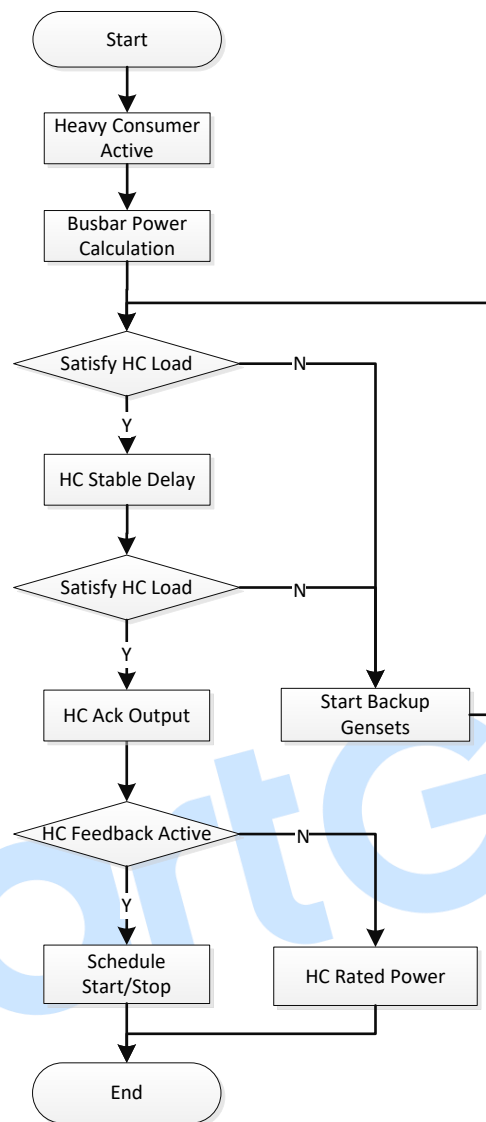 Start
Heavy Consumer
Active
Busbar Power
Calculation
Satisfy HC Load
N
Y
HC Stable Delay
Satisfy HC Load
N
Y
HC Ack Output
Start Backup
Gensets
HC Feedback Active
N
Y
Schedule
Start/Stop
HC Rated Power
End